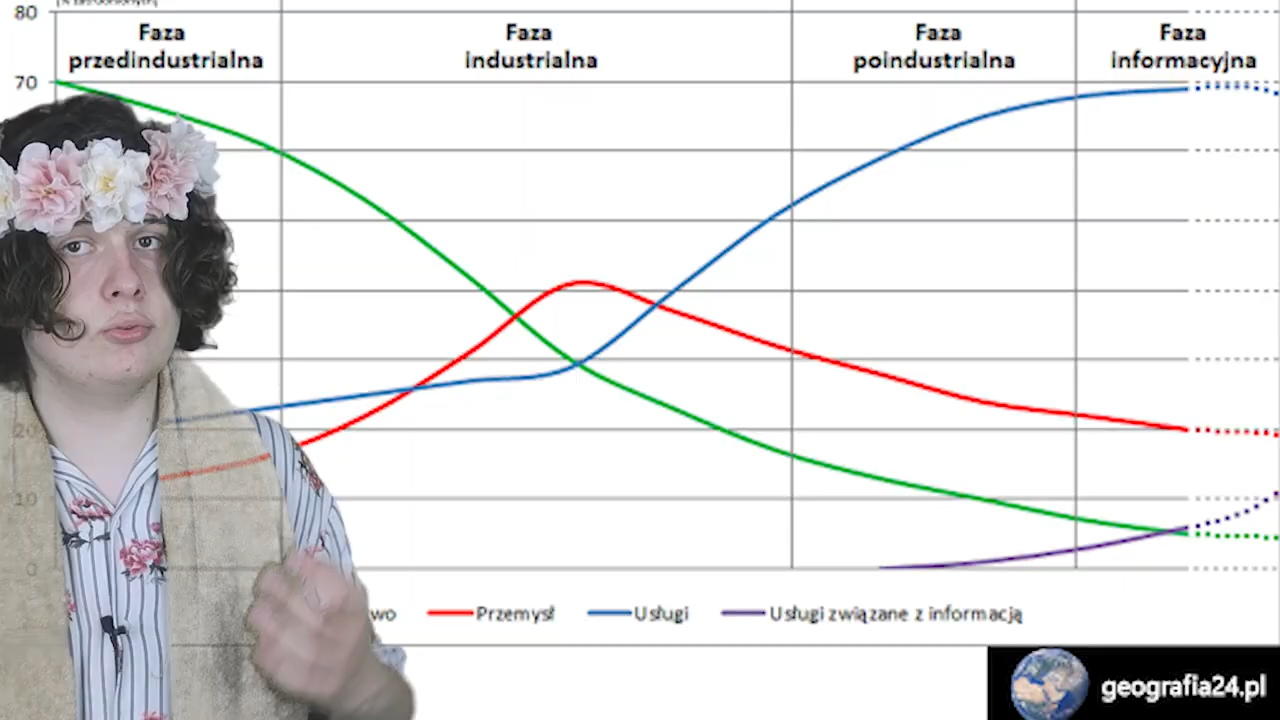 80
Faza
przedindustrialna
Faza
industrialna
Faza
poindustrialna
Faza
informacyjna
70
20
10
0
Przemysł
Usługi
Usługi związane z informacją
geografia24.pl